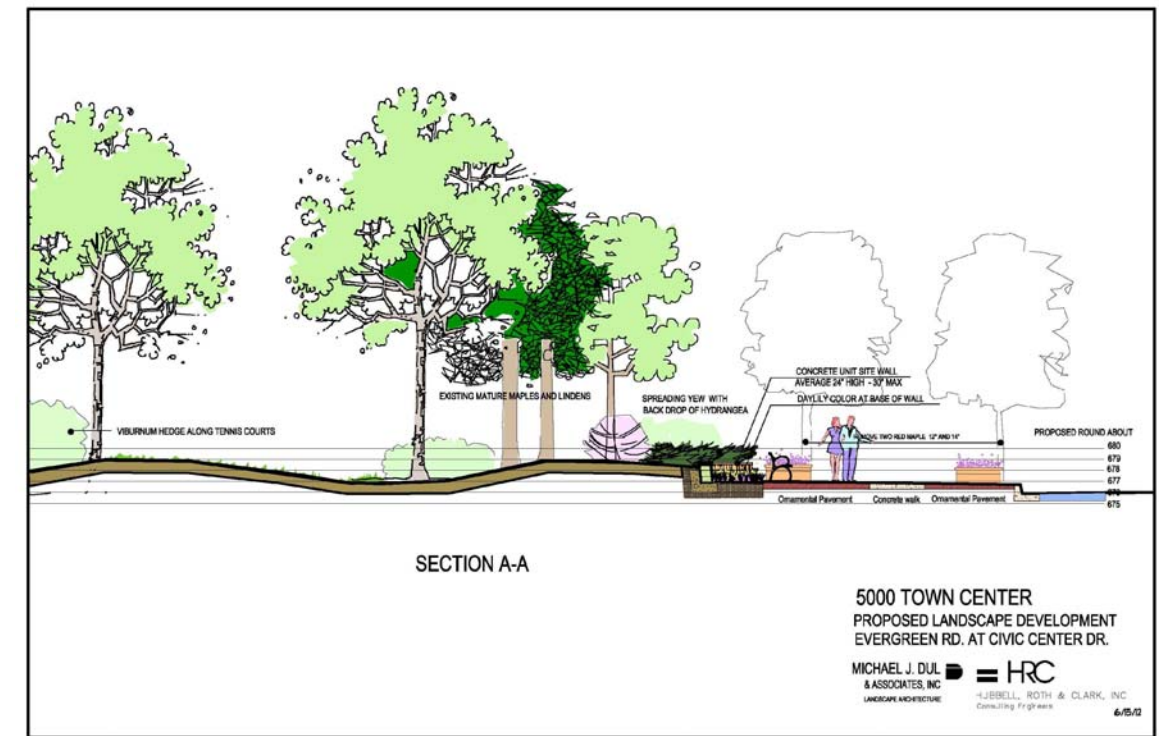 CONCRETE UNIT SITE WALL
AVERAGE 24" HIGH - 30" MAX
EXISTING MATURE MAPLES AND LINDENS
SPREADING YEW WITH
BACK DROP OF HYDRANGEA
DAYLILY COLOR AT BASE OF WALL
VIBURNUM HEDGE ALONG TENNIS COURTS
MOVE TWO RED MAPLE 12" AND 14"
PROPOSED ROUND ABOUT
680
679
678
677
675
Ornamental Pavement
Concrete walk
Ornamental Pavement
SECTION A-A
5000 TOWN CENTER
PROPOSED LANDSCAPE DEVELOPMENT
EVERGREEN RD. AT CIVIC CENTER DR.
MICHAEL J. DUL
& ASSOCIATES, INC
LANDSCAPE ARCHITECTURE
HRC
HUBBELL, ROTH & CLARK, INC
Consulting Engineers
6/15/12